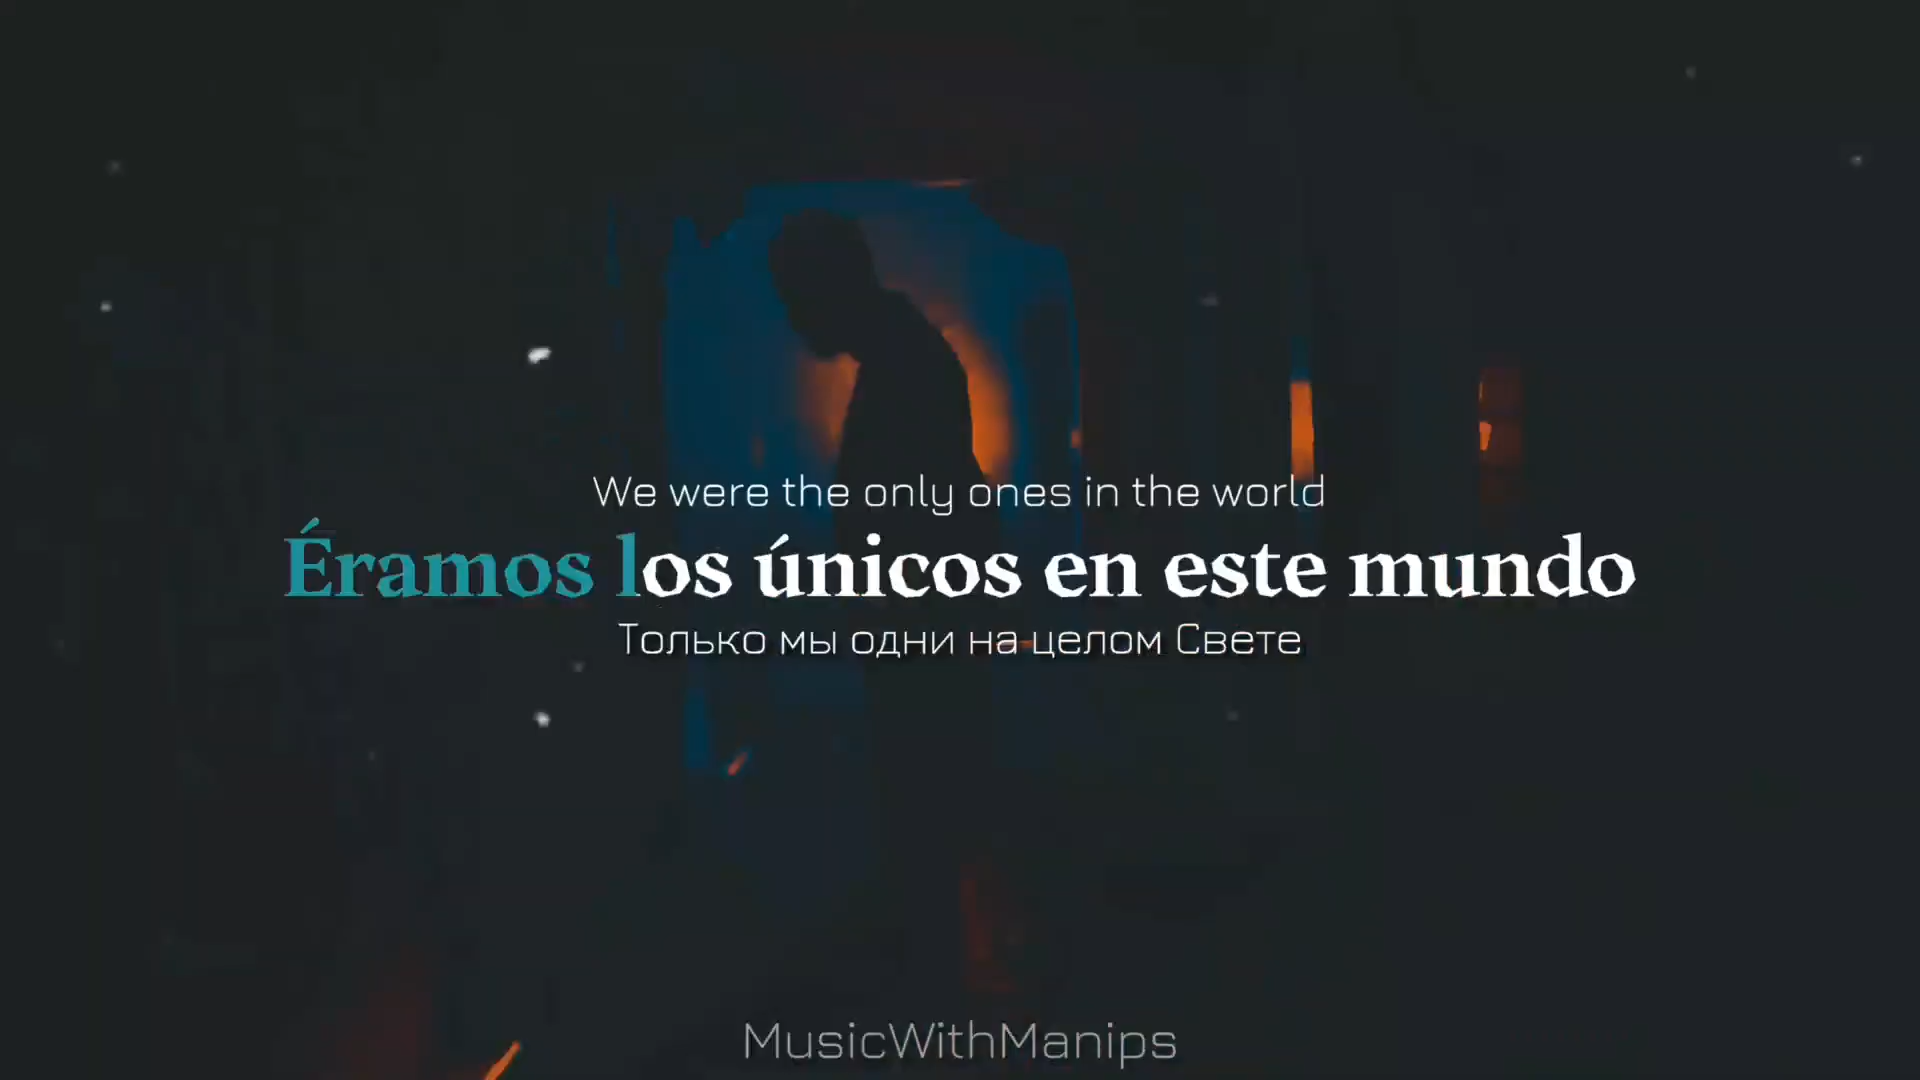 We were the only ones in the world
Éramos los únicos en este mundo
Только мы одни на целом Свете
MusicWithManips